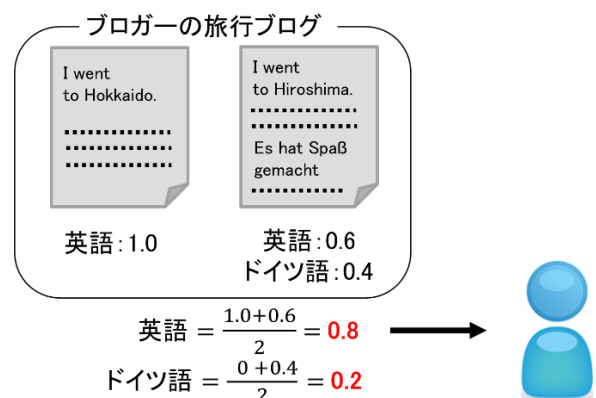 ブロガーの旅行ブログ
I went
to Hokkaido.
I went
to Hiroshima.
Es hat Spaß
gemacht
英語：1.0
英語：0.6
ドイツ語：0.4
英語 = \frac{1.0+0.6}{2} = 0.8
ドイツ語 = \frac{0 +0.4}{2} = 0.2